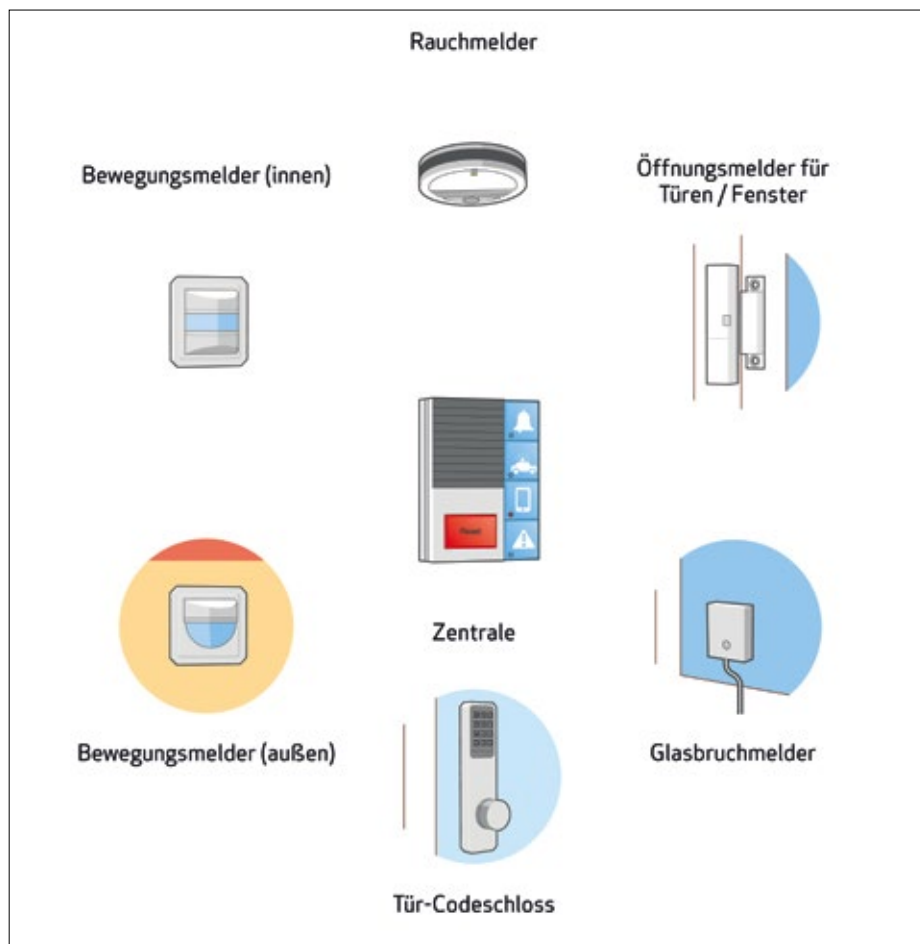 Rauchmelder
Bewegungsmelder (innen)
Öffnungsmelder für
Türen / Fenster
Zentrale
Bewegungsmelder (außen)
Glasbruchmelder
Tür-Codeschloss